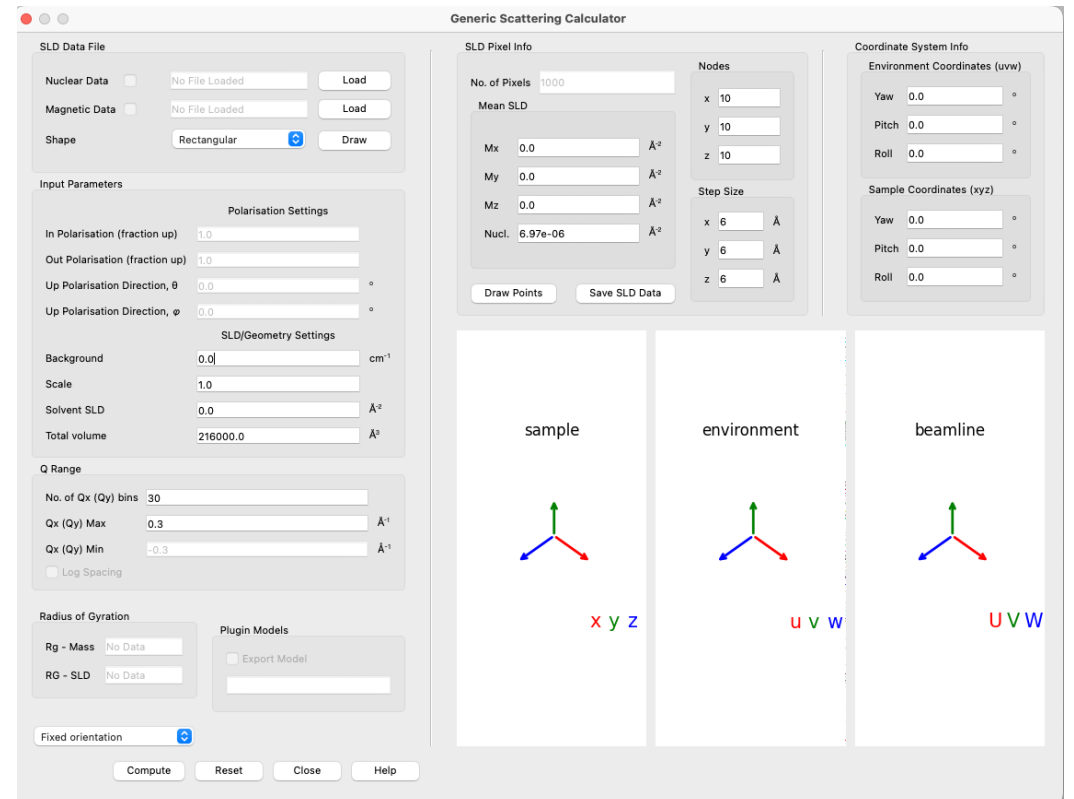 Generic Scattering Calculator
SLD Data File
Nuclear Data No File Loaded Load
Magnetic Data No File Loaded Load
Shape Rectangular Draw
Input Parameters
Polarisation Settings
In Polarisation (fraction up) 1.0
Out Polarisation (fraction up) 1.0
Up Polarisation Direction, θ 0.0 °
Up Polarisation Direction, φ 0.0 °
SLD/Geometry Settings
Background 0.0 cm⁻¹
Scale 1.0
Solvent SLD 0.0 Å⁻²
Total volume 216000.0 Å³
Q Range
No. of Qx (Qy) bins 30
Qx (Qy) Max 0.3 Å⁻¹
Qx (Qy) Min -0.3 Å⁻¹
Log Spacing
Radius of Gyration
Rg - Mass No Data
RG - SLD No Data
Plugin Models
Export Model
Fixed orientation
Compute Reset Close Help
SLD Pixel Info
No. of Pixels 1000
Mean SLD
Mx 0.0 Å⁻²
My 0.0 Å⁻²
Mz 0.0 Å⁻²
Nucl. 6.97e-06 Å⁻²
Draw Points Save SLD Data
Nodes
x 10
y 10
z 10
Step Size
x 6 Å
y 6 Å
z 6 Å
Coordinate System Info
Environment Coordinates (uvw)
Yaw 0.0 °
Pitch 0.0 °
Roll 0.0 °
Sample Coordinates (xyz)
Yaw 0.0 °
Pitch 0.0 °
Roll 0.0 °
sample
x y z
environment
u v w
beamline
U V W